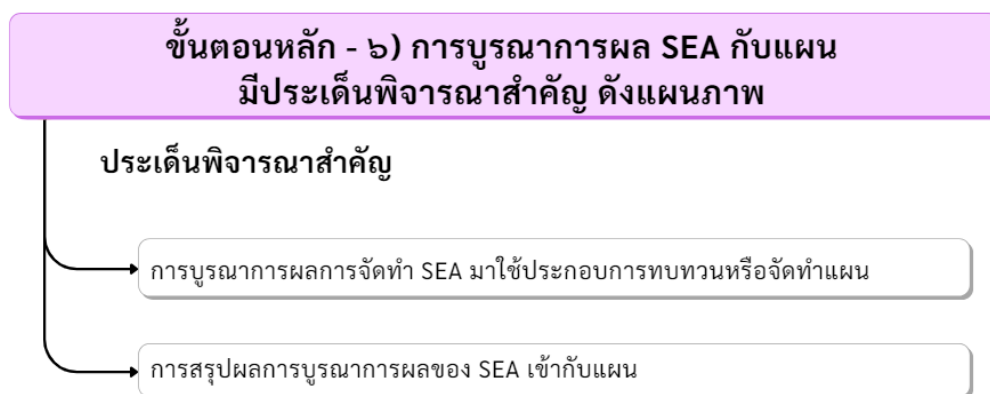 ขั้นตอนหลัก - ๖) การบูรณาการผล SEA กับแผน
มีประเด็นพิจารณาสำคัญ ดังแผนภาพ
ประเด็นพิจารณาสำคัญ
การบูรณาการผลการจัดทำ SEA มาใช้ประกอบการทบทวนหรือจัดทำแผน
การสรุปผลการบูรณาการผลของ SEA เข้ากับแผน